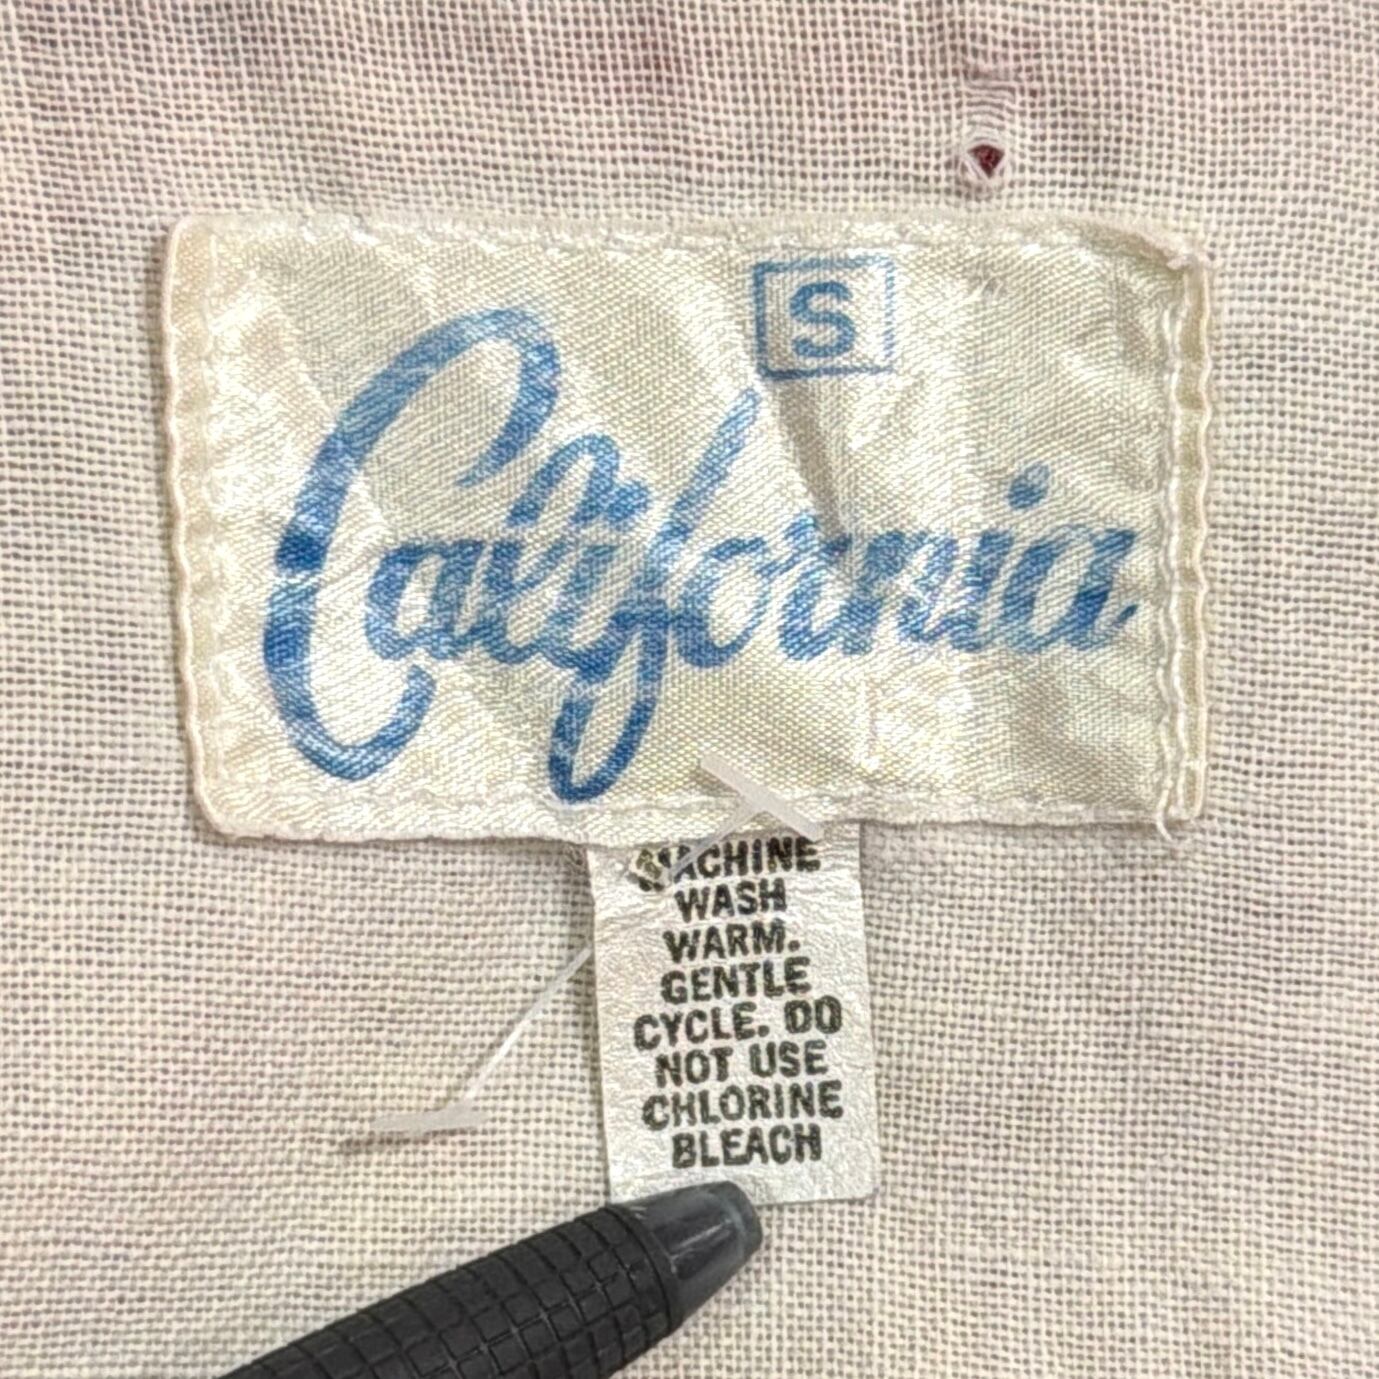 S
California
MACHINE
WASH
WARM.
GENTLE
CYCLE. DO
NOT USE
CHLORINE
BLEACH